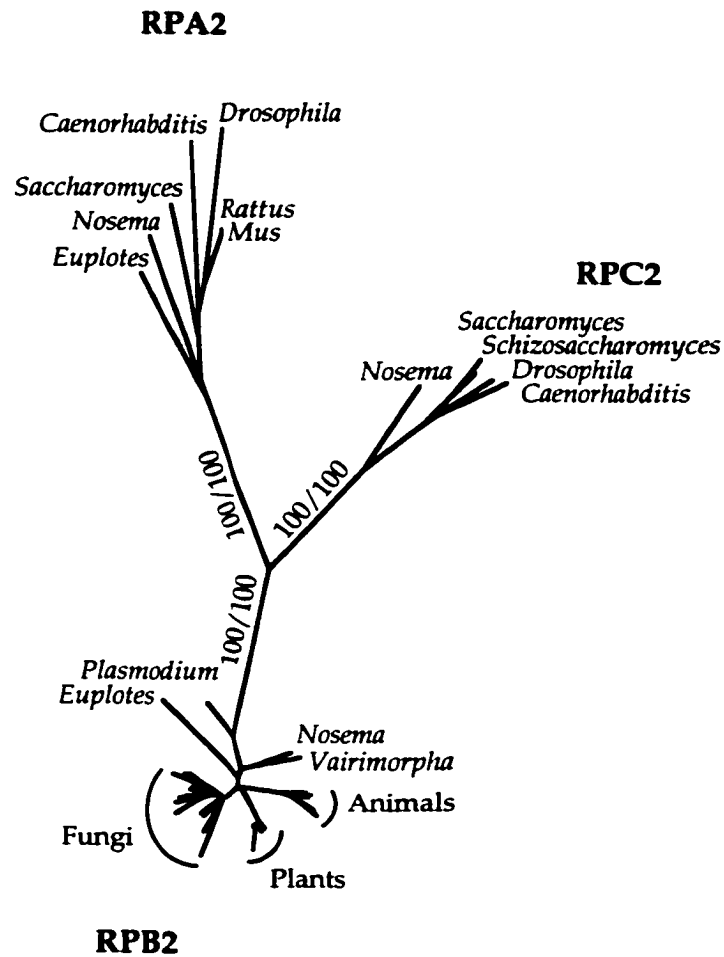 RPA2
Drosophila
Caenorhabditis
Saccharomyces
Rattus
Nosema
Mus
Euplotes
RPC2
Saccharomyces
Schizosaccharomyces
Nosema
Drosophila
Caenorhabditis
100/100
100/100
100/100
Plasmodium
Euplotes
Nosema
Vairimorpha
Animals
Fungi
Plants
RPB2